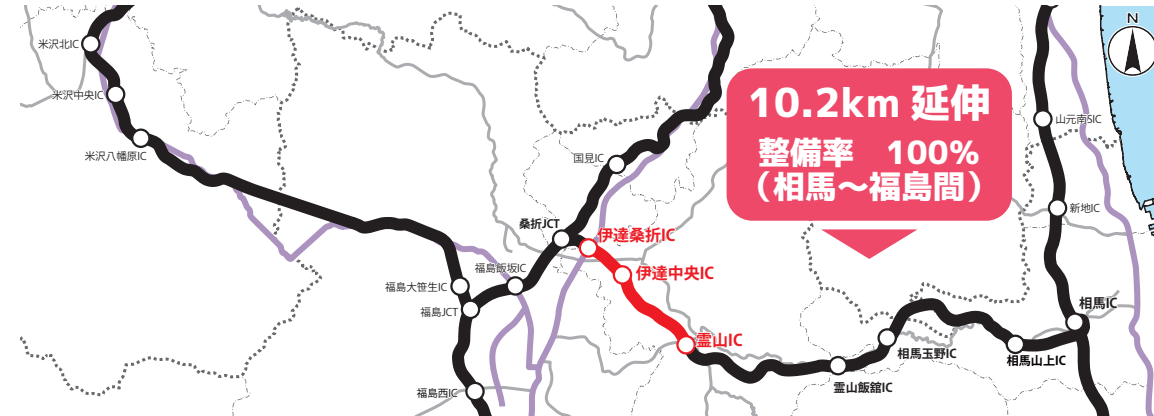 N
米沢北IC
米沢中央IC
米沢八幡原IC
10.2km 延伸
整備率 100%
（相馬～福島間）
山元南SIC
国見IC
新地IC
桑折JCT
伊達桑折IC
福島飯坂IC
伊達中央IC
福島大笹生IC
福島JCT
相馬IC
霊山IC
相馬玉野IC
相馬山上IC
霊山飯舘IC
福島西IC